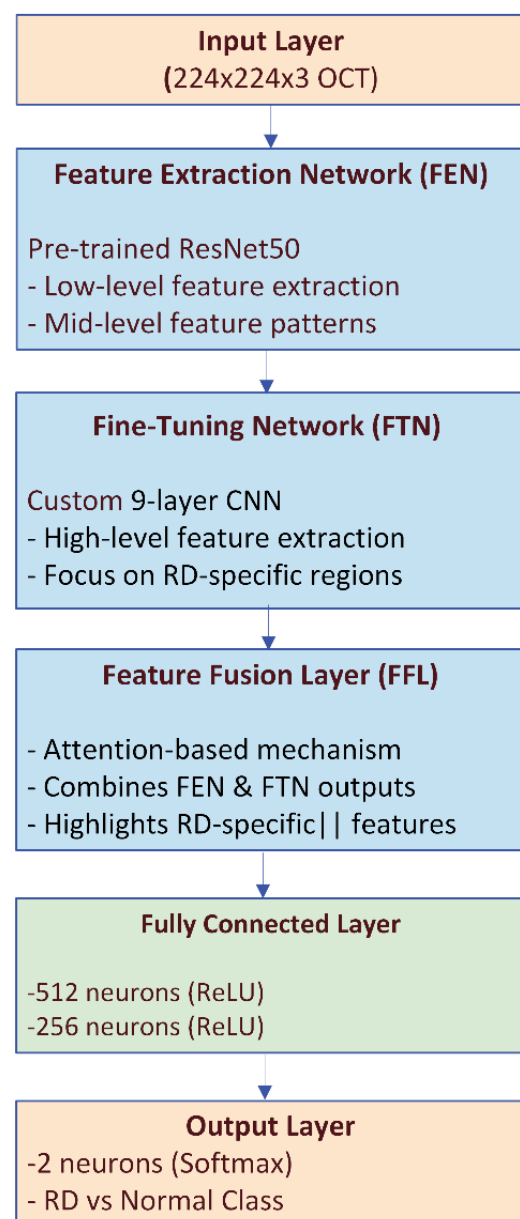 Input Layer
(224x224x3 OCT)
Feature Extraction Network (FEN)
Pre-trained ResNet50
- Low-level feature extraction
- Mid-level feature patterns
Fine-Tuning Network (FTN)
Custom 9-layer CNN
- High-level feature extraction
- Focus on RD-specific regions
Feature Fusion Layer (FFL)
- Attention-based mechanism
- Combines FEN & FTN outputs
- Highlights RD-specific|| features
Fully Connected Layer
-512 neurons (ReLU)
-256 neurons (ReLU)
Output Layer
-2 neurons (Softmax)
- RD vs Normal Class